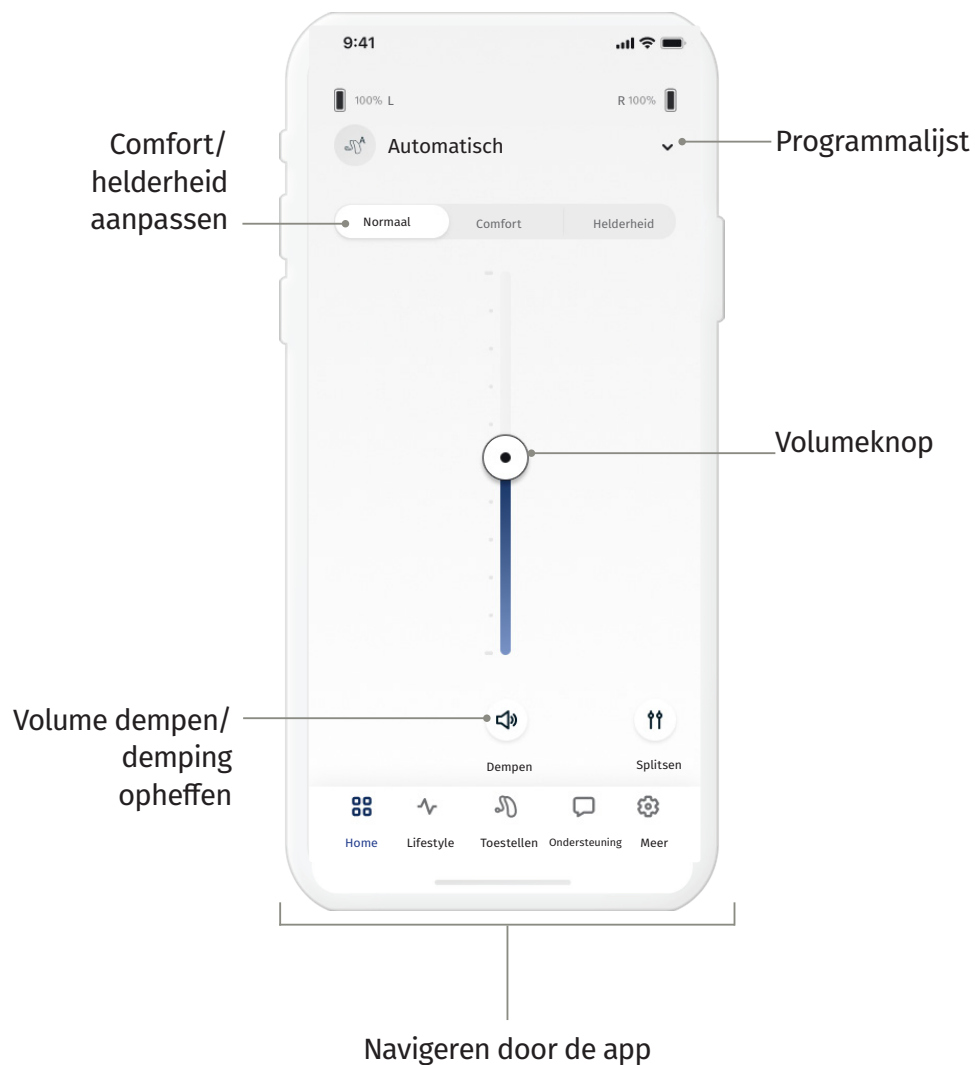 9:41
100% L
R 100%
Automatisch
Programmalijst
Comfort/
helderheid
aanpassen
Normaal
Comfort
Helderheid
Volumeknop
Volume dempen/
demping
opheffen
Dempen
Splitsen
Home
Lifestyle
Toestellen
Ondersteuning
Meer
Navigeren door de app